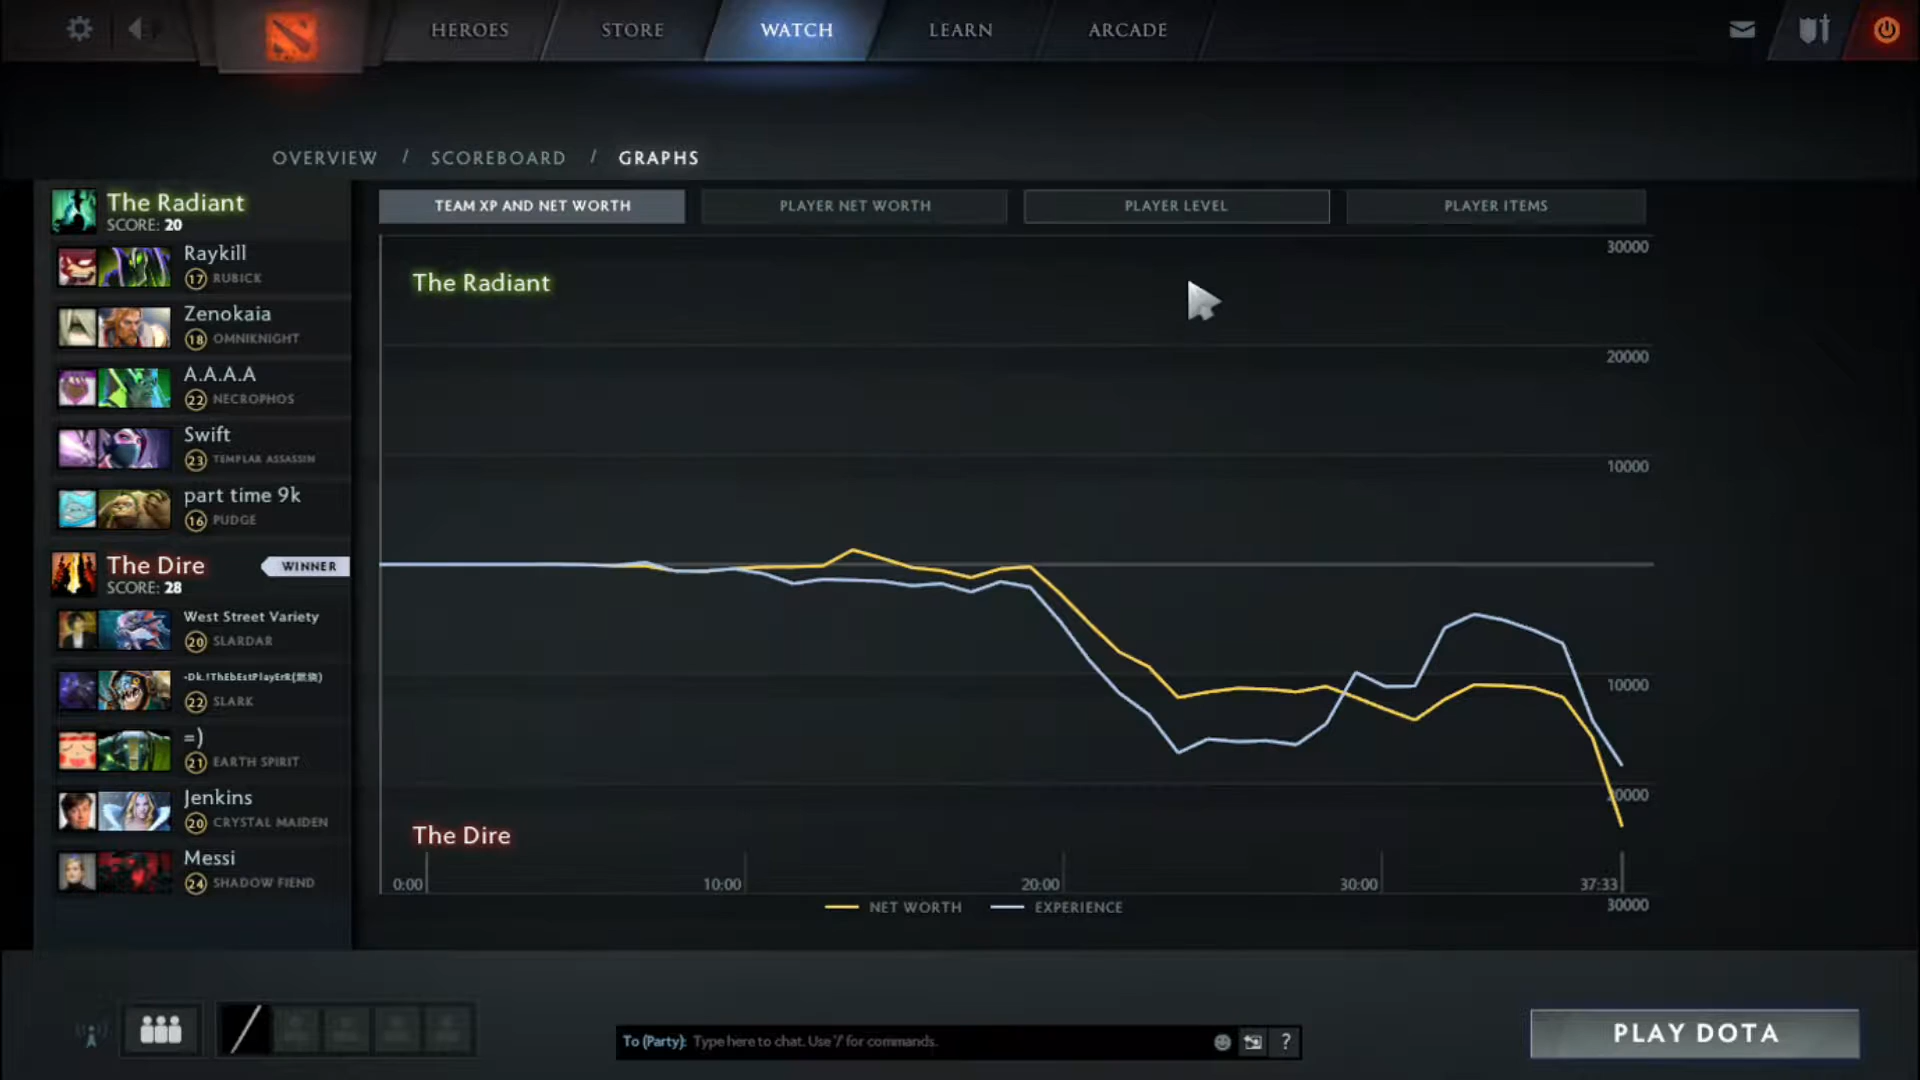 HEROES STORE WATCH LEARN ARCADE
OVERVIEW / SCOREBOARD / GRAPHS
The Radiant
SCORE: 20
Raykill
17 RUBICK
Zenokaia
18 OMNIKNIGHT
A.A.A.A
22 NECROPHOS
Swift
23 TEMPLAR ASSASSIN
part time 9k
16 PUDGE
The Dire
WINNER
SCORE: 28
West Street Variety
20 SLARDAR
22 SLARK
=)
21 EARTH SPIRIT
Jenkins
20 CRYSTAL MAIDEN
Messi
24 SHADOW FIEND
TEAM XP AND NET WORTH PLAYER NET WORTH PLAYER LEVEL PLAYER ITEMS
30000
The Radiant
20000
10000
10000
20000
The Dire
0:00 10:00 20:00 30:00 37:33
30000
NET WORTH EXPERIENCE
To (Party): Type here to chat. Use '/' for commands.
?
PLAY DOTA